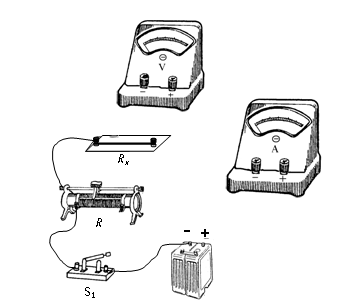 V
- +
A
- +
Rx
R
- +
S1